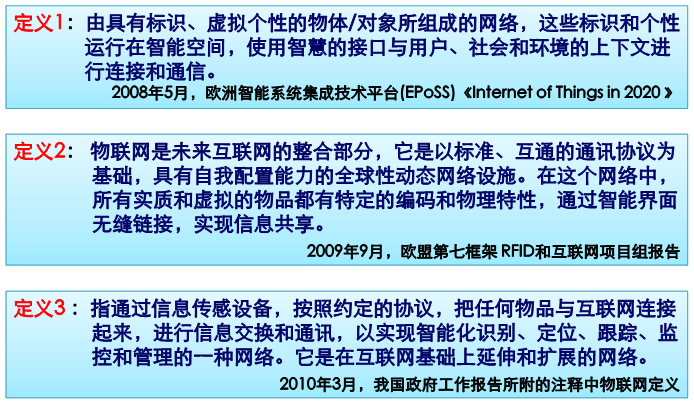 定义1：由具有标识、虚拟个性的物体/对象所组成的网络，这些标识和个性
运行在智能空间，使用智慧的接口与用户、社会和环境的上下文进
行连接和通信。
2008年5月，欧洲智能系统集成技术平台(EPoSS)《Internet of Things in 2020 》
定义2： 物联网是未来互联网的整合部分，它是以标准、互通的通讯协议为
基础，具有自我配置能力的全球性动态网络设施。在这个网络中，
所有实质和虚拟的物品都有特定的编码和物理特性，通过智能界面
无缝链接，实现信息共享。
2009年9月，欧盟第七框架 RFID和互联网项目组报告
定义3 ：指通过信息传感设备，按照约定的协议，把任何物品与互联网连接
起来，进行信息交换和通讯，以实现智能化识别、定位、跟踪、监
控和管理的一种网络。它是在互联网基础上延伸和扩展的网络。
2010年3月，我国政府工作报告所附的注释中物联网定义